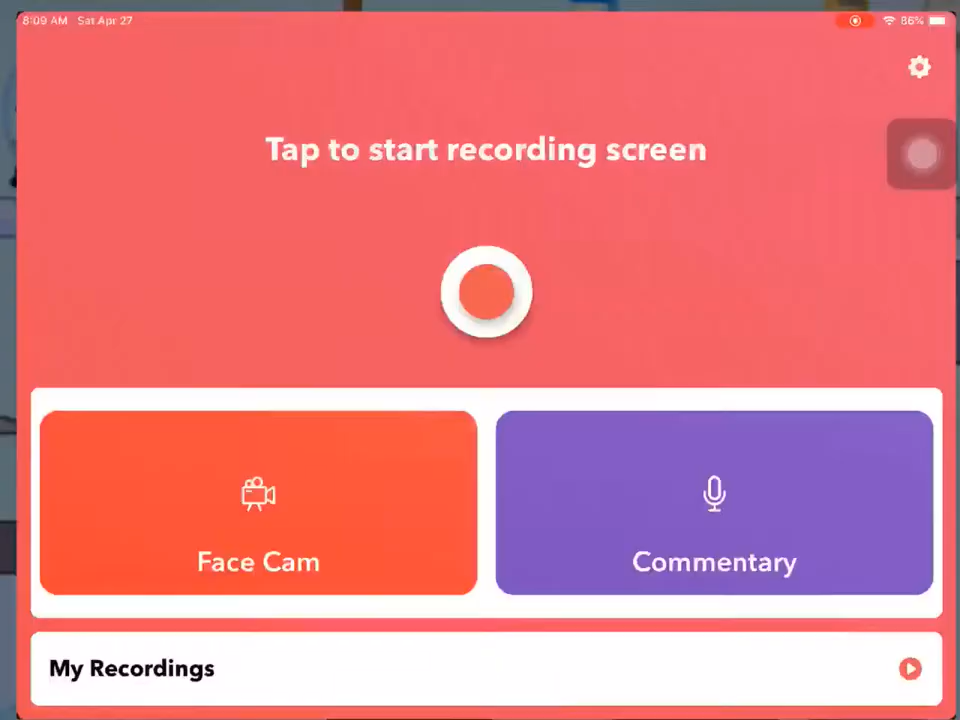 8:09 AM Sat Apr 27
86%
Tap to start recording screen
Face Cam
Commentary
My Recordings